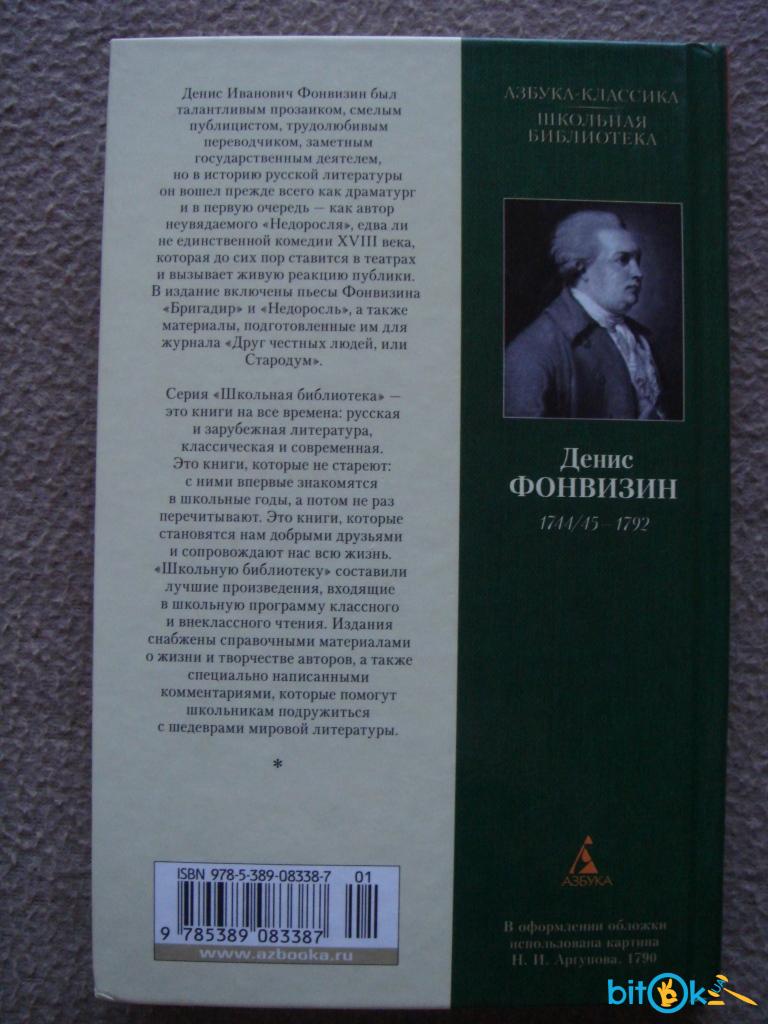 Денис Иванович Фонвизин был
талантливым прозаиком, смелым
публицистом, трудолюбивым
переводчиком, заметным
государственным деятелем,
но в историю русской литературы
он вошел прежде всего как драматург
и в первую очередь — как автор
неувядаемого «Недоросля», едва ли
не единственной комедии XVIII века,
которая до сих пор ставится в театрах
и вызывает живую реакцию публики.
В издание включены пьесы Фонвизина
«Бригадир» и «Недоросль», а также
материалы, подготовленные им для
журнала «Друг честных людей, или
Стародум».
Серия «Школьная библиотека» —
это книги на все времена: русская
и зарубежная литература,
классическая и современная.
Это книги, которые не стареют:
с ними впервые знакомятся
в школьные годы, а потом не раз
перечитывают. Это книги, которые
становятся нам добрыми друзьями
и сопровождают нас всю жизнь.
«Школьную библиотеку» составили
лучшие произведения, входящие
в школьную программу классного
и внеклассного чтения. Издания
снабжены справочными материалами
о жизни и творчестве авторов, а также
специально написанными
комментариями, которые помогут
школьникам подружиться
с шедеврами мировой литературы.
*
ISBN 978-5-389-08338-7 01
9 785389 083387
www.azbooka.ru
АЗБУКА-КЛАССИКА
ШКОЛЬНАЯ
БИБЛИОТЕКА
Денис
ФОНВИЗИН
1744/45—1792
АЗБУКА
В оформлении обложки
использована картина
Н. И. Аргунова. 1790
bitOk UA